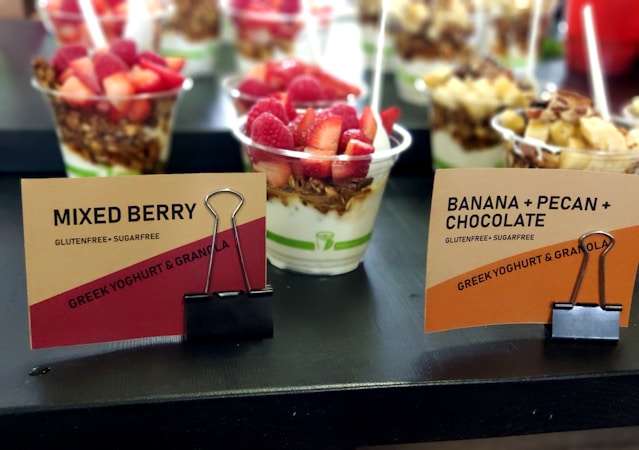 MIXED BERRY
GLUTENFREE+ SUGARFREE
GREEK YOGHURT & GRANOLA
BANANA + PECAN +
CHOCOLATE
GLUTENFREE+ SUGARFREE
GREEK YOGHURT & GRANOLA